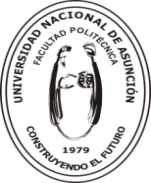 UNIVERSIDAD NACIONAL DE ASUNCIÓN
FACULTAD POLITÉCNICA
1979
CONSTRUYENDO EL FUTURO